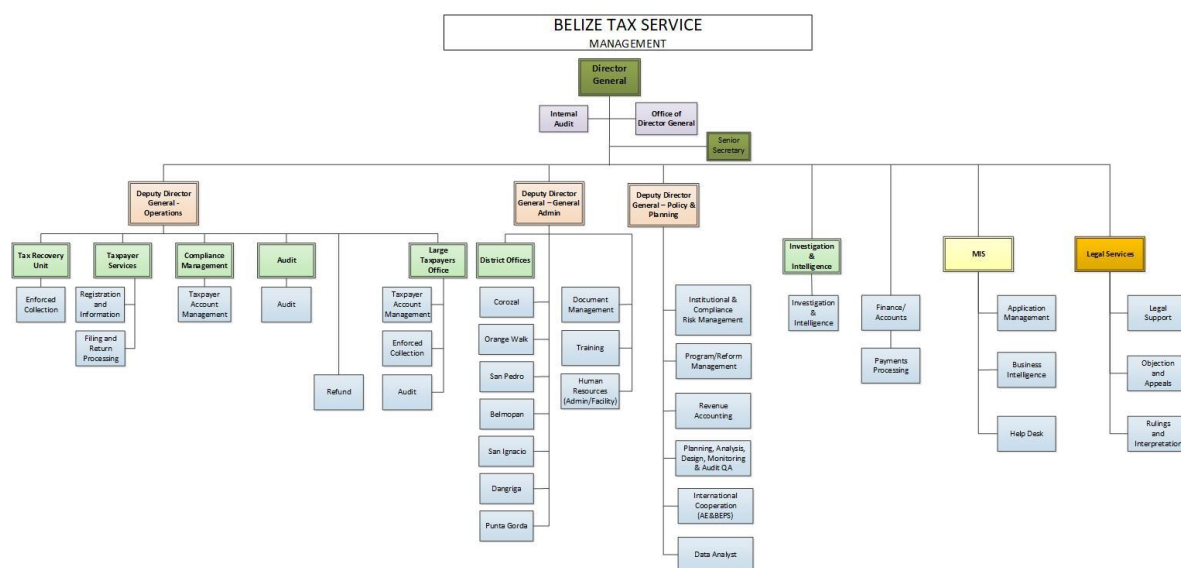 BELIZE TAX SERVICE
MANAGEMENT
Director
General
Internal
Audit
Office of
Director General
Senior
Secretary
Deputy Director
General -
Operations
Deputy Director
General – General
Admin
Deputy Director
General – Policy &
Planning
Tax Recovery
Unit
Taxpayer
Services
Compliance
Management
Audit
Large
Taxpayers
Office
District Offices
Investigation
& Intelligence
MIS
Legal Services
Enforced
Collection
Registration
and
Information
Filing and
Return
Processing
Taxpayer
Account
Management
Audit
Refund
Taxpayer
Account
Management
Enforced
Collection
Audit
Corozal
Orange Walk
San Pedro
Belmopan
San Ignacio
Dangriga
Punta Gorda
Document
Management
Training
Human
Resources
(Admin/Facility)
Institutional &
Compliance
Risk Management
Program/Reform
Management
Revenue
Accounting
Planning, Analysis,
Design, Monitoring
& Audit QA
International
Cooperation
(AE&BEPS)
Data Analyst
Investigation
&
Intelligence
Finance/
Accounts
Payments
Processing
Application
Management
Business
Intelligence
Help Desk
Legal
Support
Objection
and
Appeals
Rulings
and
Interpretation